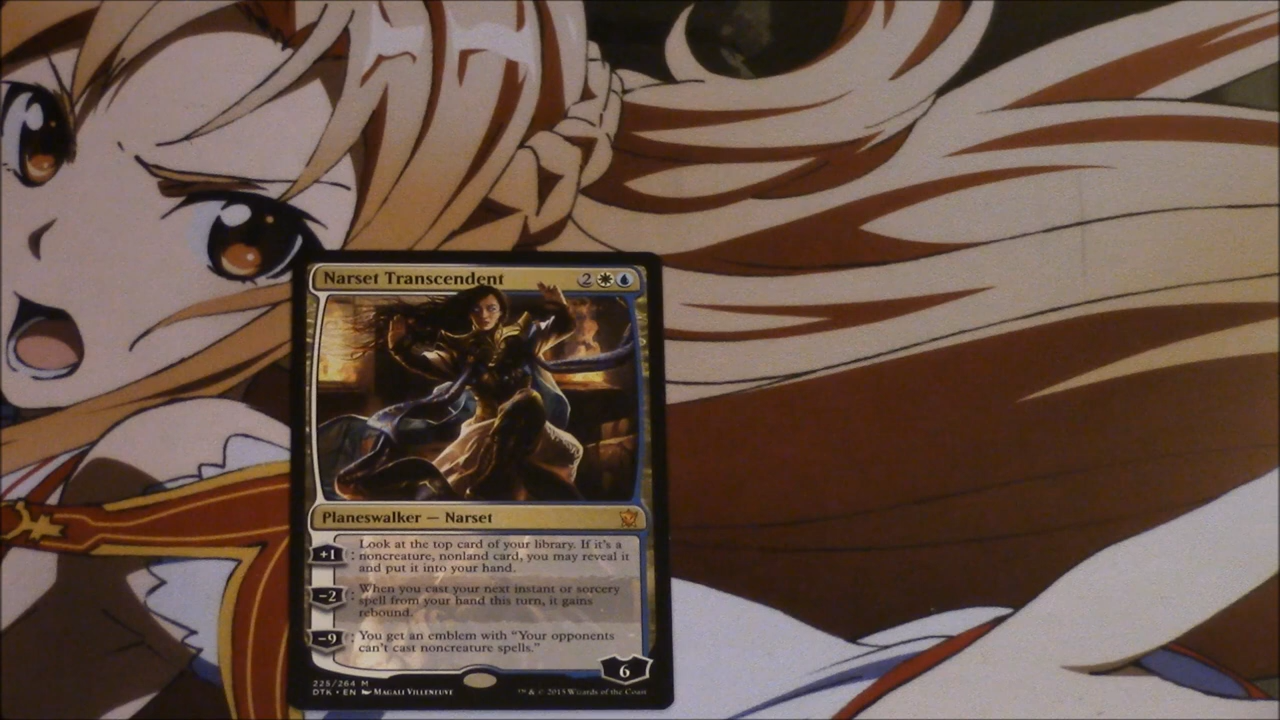 Narset Transcendent 2
Planeswalker — Narset
+1 : Look at the top card of your library. If it's a
noncreature, nonland card, you may reveal it
and put it into your hand.
−2 : When you cast your next instant or sorcery
spell from your hand this turn, it gains
rebound.
−9 : You get an emblem with “Your opponents
can't cast noncreature spells.”
6
225/264 M
DTK • EN Magali Villeneuve ™ & © 2015 Wizards of the Coast